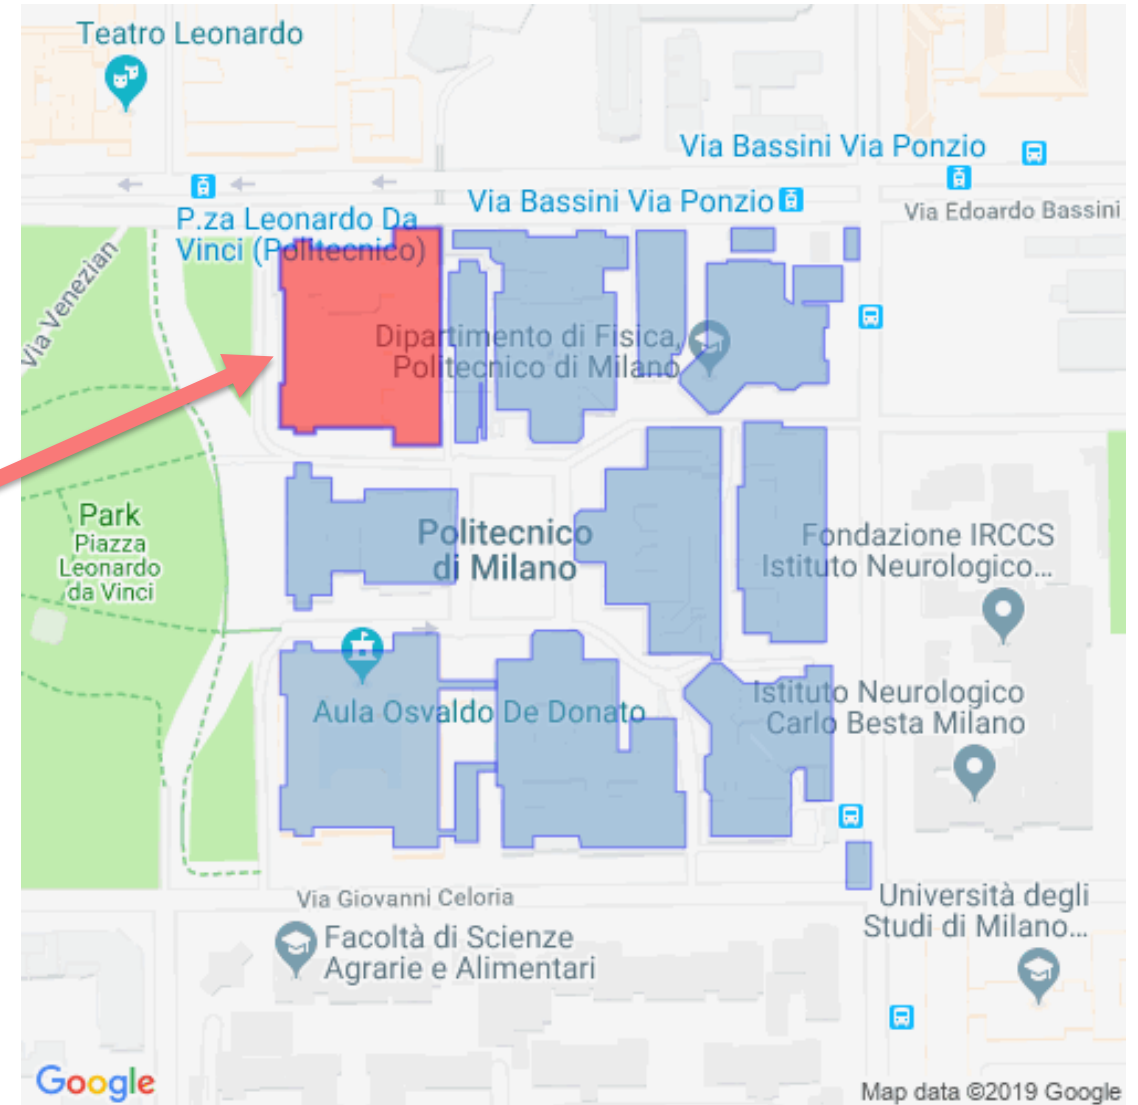 Teatro Leonardo
Via Bassini Via Ponzio
Via Bassini Via Ponzio
Via Edoardo Bassini
P.za Leonardo Da
Vinci (Politecnico)
Via Venezian
Dipartimento di Fisica,
Politecnico di Milano
Park
Piazza
Leonardo
da Vinci
Politecnico
di Milano
Fondazione IRCCS
Istituto Neurologico...
Istituto Neurologico
Carlo Besta Milano
Aula Osvaldo De Donato
Via Giovanni Celoria
Università degli
Studi di Milano...
Facoltà di Scienze
Agrarie e Alimentari
Google
Map data ©2019 Google